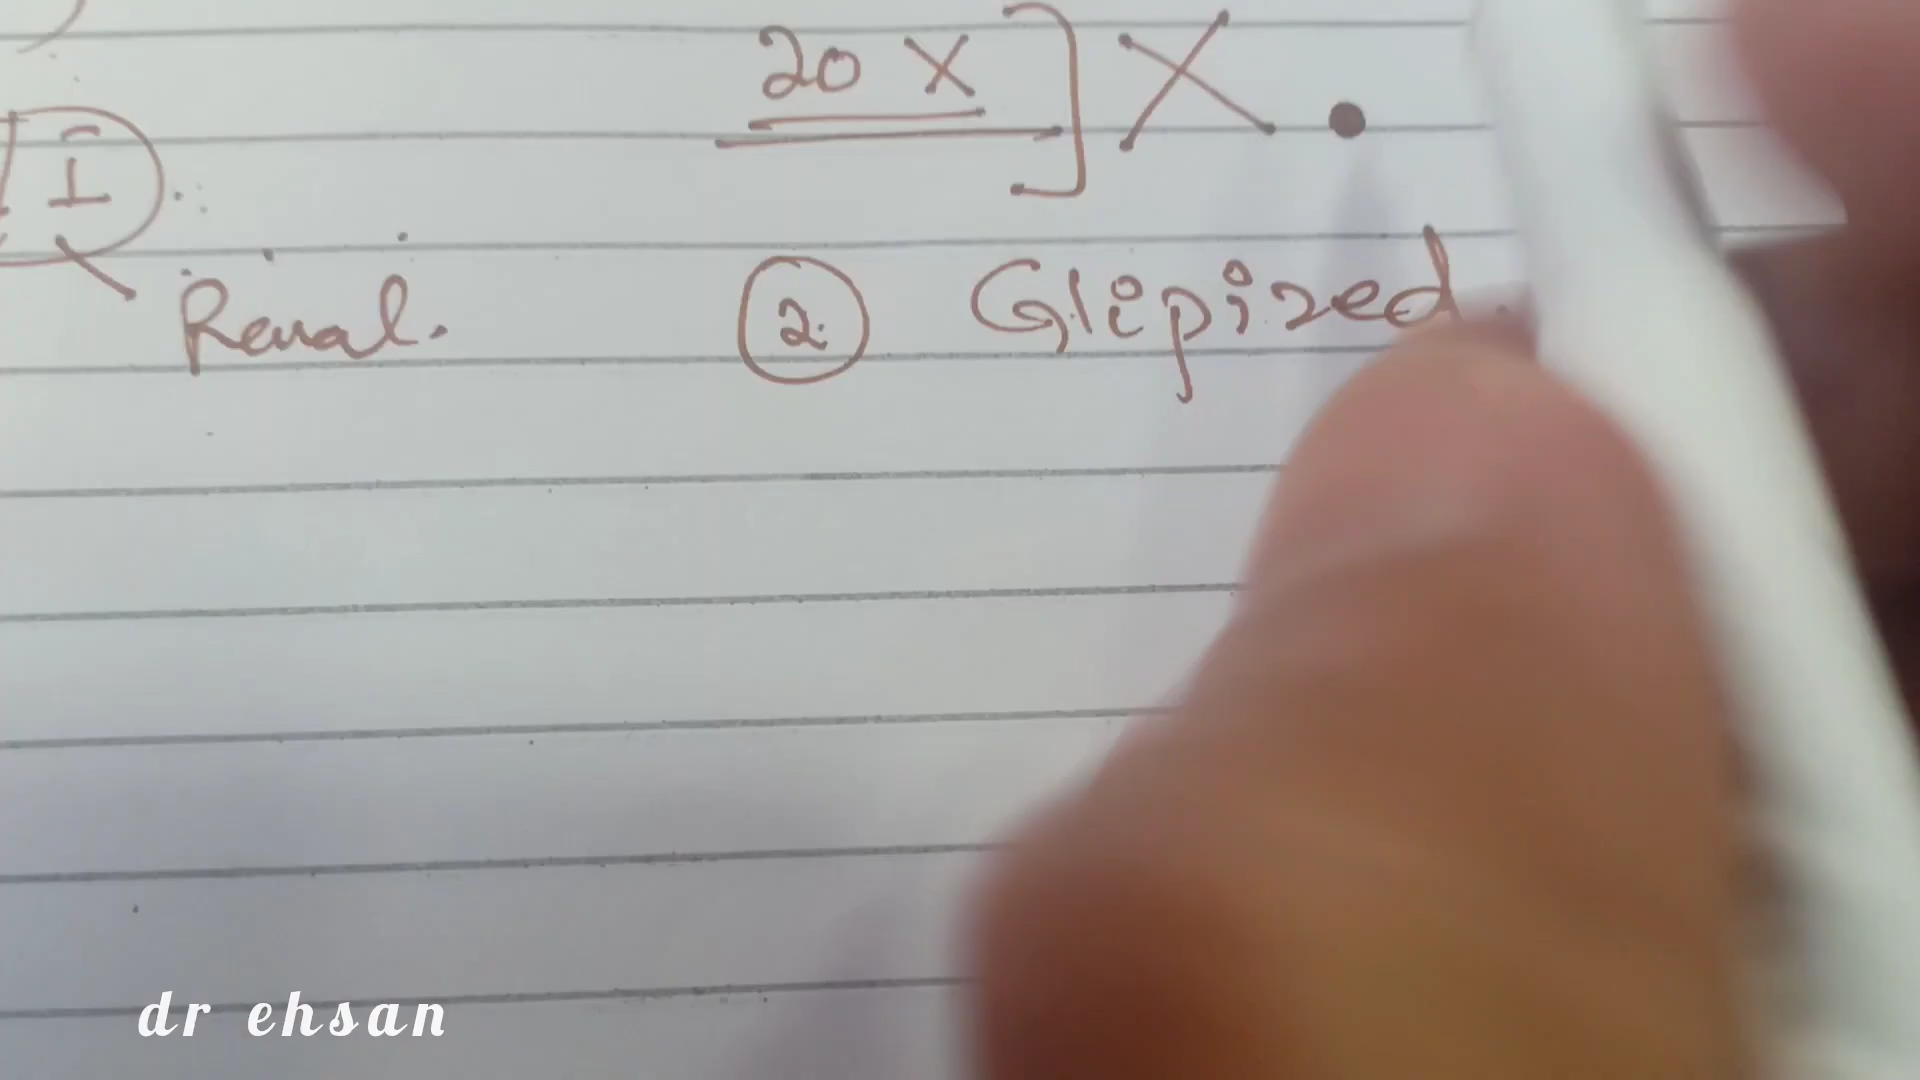 20 X ] X .
I
Renal.
2. Glipized.
dr ehsan